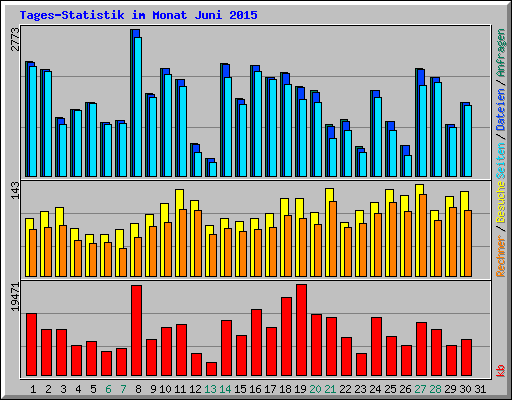 Tages-Statistik im Monat Juni 2015
2773
143
19471
Rechner / Besuche Seiten / Dateien / Anfragen
kb
1 2 3 4 5 6 7 8 9 10 11 12 13 14 15 16 17 18 19 20 21 22 23 24 25 26 27 28 29 30 31